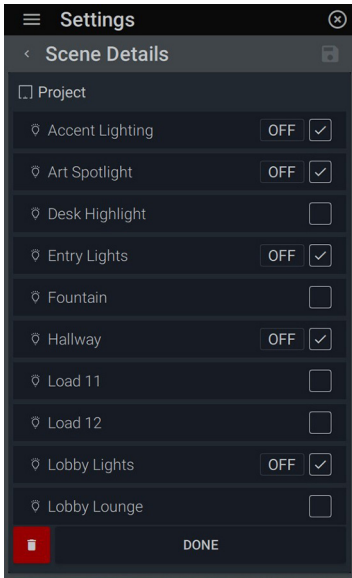 Settings
Scene Details
Project
Accent Lighting OFF
Art Spotlight OFF
Desk Highlight
Entry Lights OFF
Fountain
Hallway OFF
Load 11
Load 12
Lobby Lights OFF
Lobby Lounge
DONE